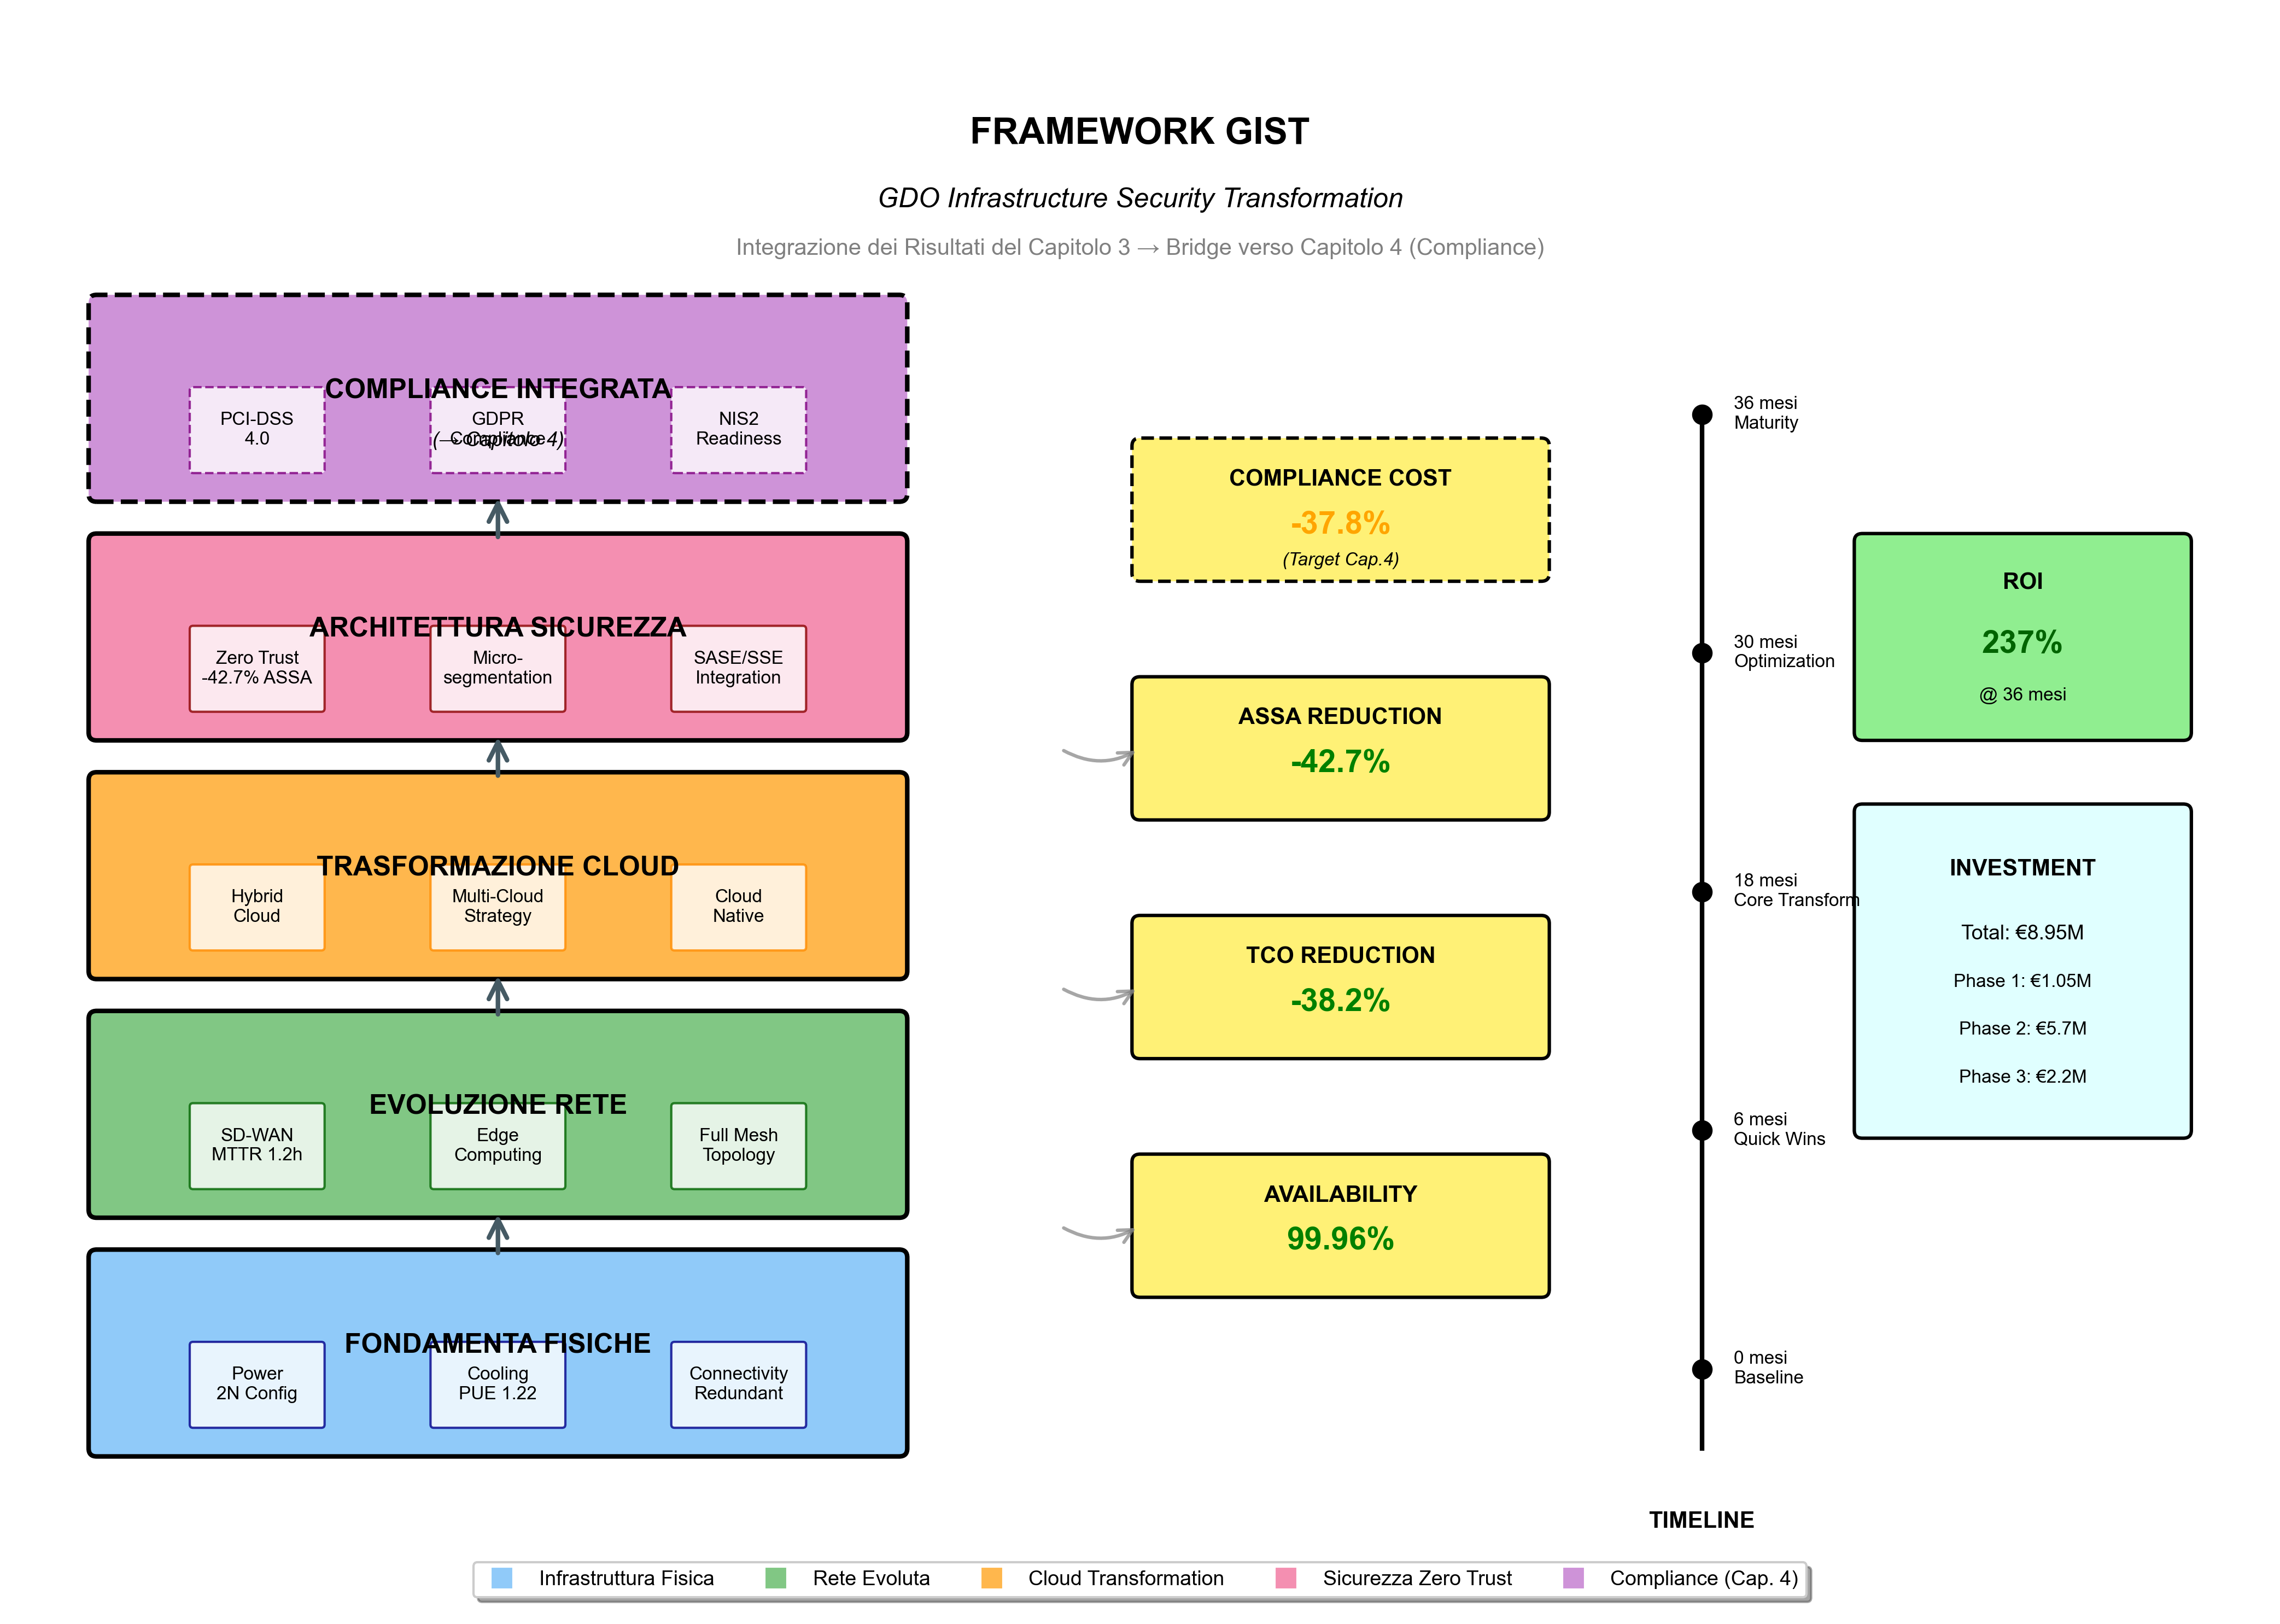 FRAMEWORK GIST
GDO Infrastructure Security Transformation
Integrazione dei Risultati del Capitolo 3 → Bridge verso Capitolo 4 (Compliance)
COMPLIANCE INTEGRATA
(→ Capitolo 4)
PCI-DSS
4.0
GDPR
Compliance
NIS2
Readiness
ARCHITETTURA SICUREZZA
Zero Trust
-42.7% ASSA
Micro-
segmentation
SASE/SSE
Integration
TRASFORMAZIONE CLOUD
Hybrid
Cloud
Multi-Cloud
Strategy
Cloud
Native
EVOLUZIONE RETE
SD-WAN
MTTR 1.2h
Edge
Computing
Full Mesh
Topology
FONDAMENTA FISICHE
Power
2N Config
Cooling
PUE 1.22
Connectivity
Redundant
COMPLIANCE COST
-37.8%
(Target Cap.4)
ASSA REDUCTION
-42.7%
TCO REDUCTION
-38.2%
AVAILABILITY
99.96%
36 mesi
Maturity
30 mesi
Optimization
18 mesi
Core Transform
6 mesi
Quick Wins
0 mesi
Baseline
TIMELINE
ROI
237%
@ 36 mesi
INVESTMENT
Total: €8.95M
Phase 1: €1.05M
Phase 2: €5.7M
Phase 3: €2.2M
Infrastruttura Fisica
Rete Evoluta
Cloud Transformation
Sicurezza Zero Trust
Compliance (Cap. 4)